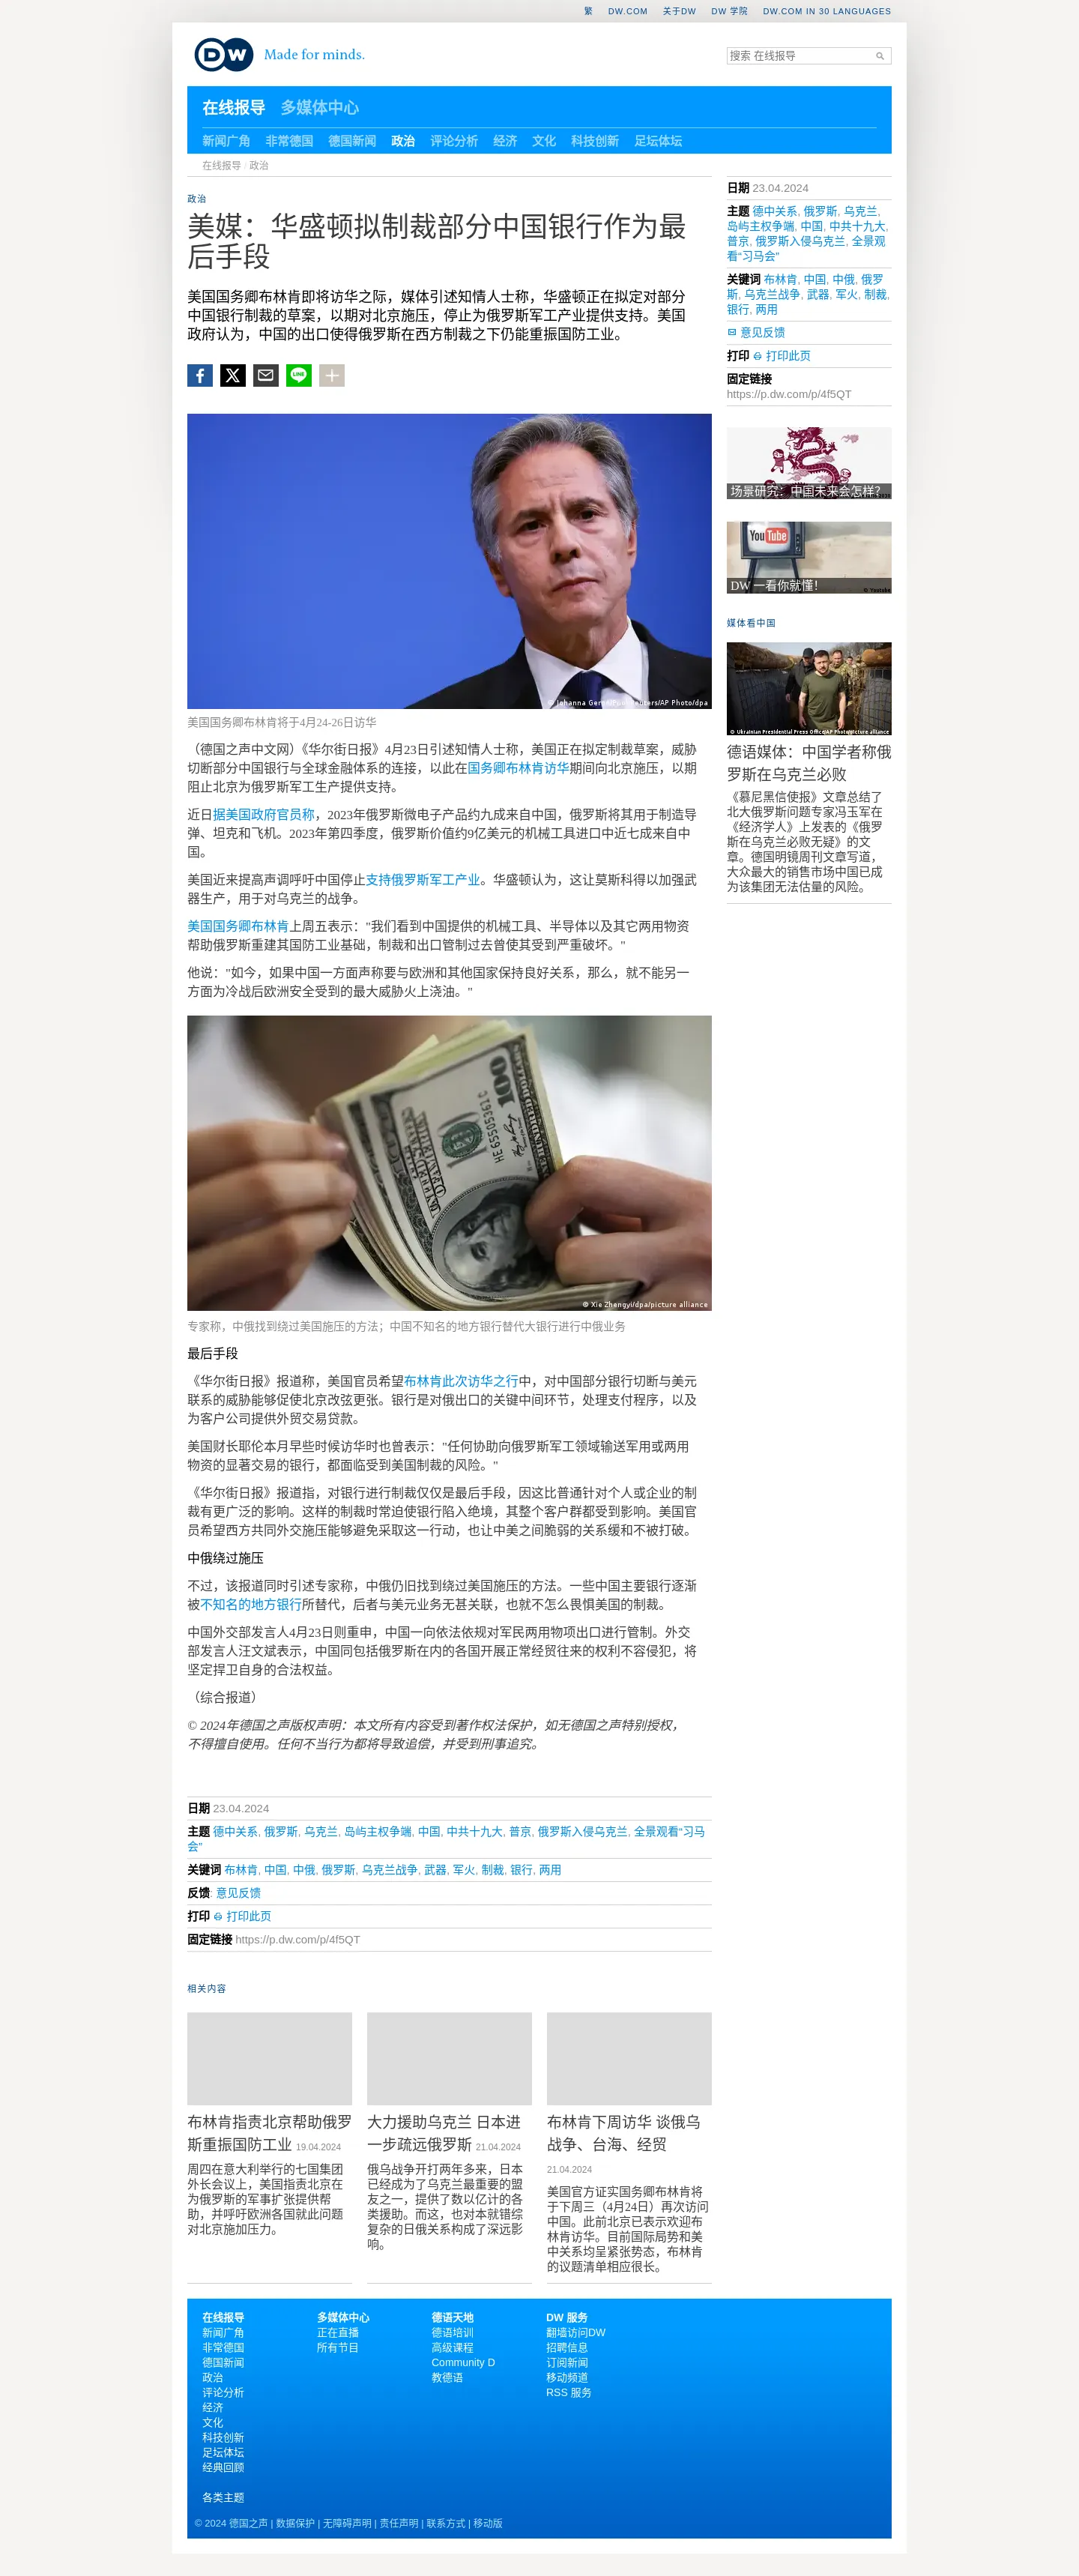 繁 DW.COM 关于DW DW 学院 DW.COM IN 30 LANGUAGES
DW Made for minds.
搜索 在线报导
在线报导 多媒体中心
新闻广角 非常德国 德国新闻 政治 评论分析 经济 文化 科技创新 足坛体坛
在线报导 / 政治
政治
美媒：华盛顿拟制裁部分中国银行作为最
后手段
美国国务卿布林肯即将访华之际，媒体引述知情人士称，华盛顿正在拟定对部分
中国银行制裁的草案，以期对北京施压，停止为俄罗斯军工产业提供支持。美国
政府认为，中国的出口使得俄罗斯在西方制裁之下仍能重振国防工业。
LINE
美国国务卿布林肯将于4月24-26日访华
（德国之声中文网）《华尔街日报》4月23日引述知情人士称，美国正在拟定制裁草案，威胁
切断部分中国银行与全球金融体系的连接，以此在国务卿布林肯访华期间向北京施压，以期
阻止北京为俄罗斯军工生产提供支持。
近日据美国政府官员称，2023年俄罗斯微电子产品约九成来自中国，俄罗斯将其用于制造导
弹、坦克和飞机。2023年第四季度，俄罗斯价值约9亿美元的机械工具进口中近七成来自中
国。
美国近来提高声调呼吁中国停止支持俄罗斯军工产业。华盛顿认为，这让莫斯科得以加强武
器生产，用于对乌克兰的战争。
美国国务卿布林肯上周五表示："我们看到中国提供的机械工具、半导体以及其它两用物资
帮助俄罗斯重建其国防工业基础，制裁和出口管制过去曾使其受到严重破坏。"
他说："如今，如果中国一方面声称要与欧洲和其他国家保持良好关系，那么，就不能另一
方面为冷战后欧洲安全受到的最大威胁火上浇油。"
100
HE65505361C
© Xie Zhengyi/dpa/picture alliance
专家称，中俄找到绕过美国施压的方法；中国不知名的地方银行替代大银行进行中俄业务
最后手段
《华尔街日报》报道称，美国官员希望布林肯此次访华之行中，对中国部分银行切断与美元
联系的威胁能够促使北京改弦更张。银行是对俄出口的关键中间环节，处理支付程序，以及
为客户公司提供外贸交易贷款。
美国财长耶伦本月早些时候访华时也曾表示："任何协助向俄罗斯军工领域输送军用或两用
物资的显著交易的银行，都面临受到美国制裁的风险。"
《华尔街日报》报道指，对银行进行制裁仅仅是最后手段，因这比普通针对个人或企业的制
裁有更广泛的影响。这样的制裁时常迫使银行陷入绝境，其整个客户群都受到影响。美国官
员希望西方共同外交施压能够避免采取这一行动，也让中美之间脆弱的关系缓和不被打破。
中俄绕过施压
不过，该报道同时引述专家称，中俄仍旧找到绕过美国施压的方法。一些中国主要银行逐渐
被不知名的地方银行所替代，后者与美元业务无甚关联，也就不怎么畏惧美国的制裁。
中国外交部发言人4月23日则重申，中国一向依法依规对军民两用物项出口进行管制。外交
部发言人汪文斌表示，中国同包括俄罗斯在内的各国开展正常经贸往来的权利不容侵犯，将
坚定捍卫自身的合法权益。
（综合报道）
© 2024年德国之声版权声明：本文所有内容受到著作权法保护，如无德国之声特别授权，
不得擅自使用。任何不当行为都将导致追偿，并受到刑事追究。
日期 23.04.2024
主题 德中关系, 俄罗斯, 乌克兰, 岛屿主权争端, 中国, 中共十九大, 普京, 俄罗斯入侵乌克兰, 全景观看“习马
会”
关键词 布林肯, 中国, 中俄, 俄罗斯, 乌克兰战争, 武器, 军火, 制裁, 银行, 两用
反馈: 意见反馈
打印 打印此页
固定链接 https://p.dw.com/p/4f5QT
相关内容
布林肯指责北京帮助俄罗
斯重振国防工业 19.04.2024
周四在意大利举行的七国集团
外长会议上，美国指责北京在
为俄罗斯的军事扩张提供帮
助，并呼吁欧洲各国就此问题
对北京施加压力。
大力援助乌克兰 日本进
一步疏远俄罗斯 21.04.2024
俄乌战争开打两年多来，日本
已经成为了乌克兰最重要的盟
友之一，提供了数以亿计的各
类援助。而这，也对本就错综
复杂的日俄关系构成了深远影
响。
布林肯下周访华 谈俄乌
战争、台海、经贸
21.04.2024
美国官方证实国务卿布林肯将
于下周三（4月24日）再次访问
中国。此前北京已表示欢迎布
林肯访华。目前国际局势和美
中关系均呈紧张势态，布林肯
的议题清单相应很长。
日期 23.04.2024
主题 德中关系, 俄罗斯, 乌克兰,
岛屿主权争端, 中国, 中共十九大,
普京, 俄罗斯入侵乌克兰, 全景观
看“习马会”
关键词 布林肯, 中国, 中俄, 俄罗
斯, 乌克兰战争, 武器, 军火, 制裁,
银行, 两用
意见反馈
打印 打印此页
固定链接
https://p.dw.com/p/4f5QT
场景研究：中国未来会怎样？
YouTube
DW 一看你就懂！
© Youtube
媒体看中国
© Ukrainian Presidential Press Office/AP Photo/picture alliance
德语媒体：中国学者称俄
罗斯在乌克兰必败
《慕尼黑信使报》文章总结了
北大俄罗斯问题专家冯玉军在
《经济学人》上发表的《俄罗
斯在乌克兰必败无疑》的文
章。德国明镜周刊文章写道，
大众最大的销售市场中国已成
为该集团无法估量的风险。
在线报导
新闻广角
非常德国
德国新闻
政治
评论分析
经济
文化
科技创新
足坛体坛
经典回顾
各类主题
多媒体中心
正在直播
所有节目
德语天地
德语培训
高级课程
Community D
教德语
DW 服务
翻墙访问DW
招聘信息
订阅新闻
移动频道
RSS 服务
© 2024 德国之声 | 数据保护 | 无障碍声明 | 责任声明 | 联系方式 | 移动版